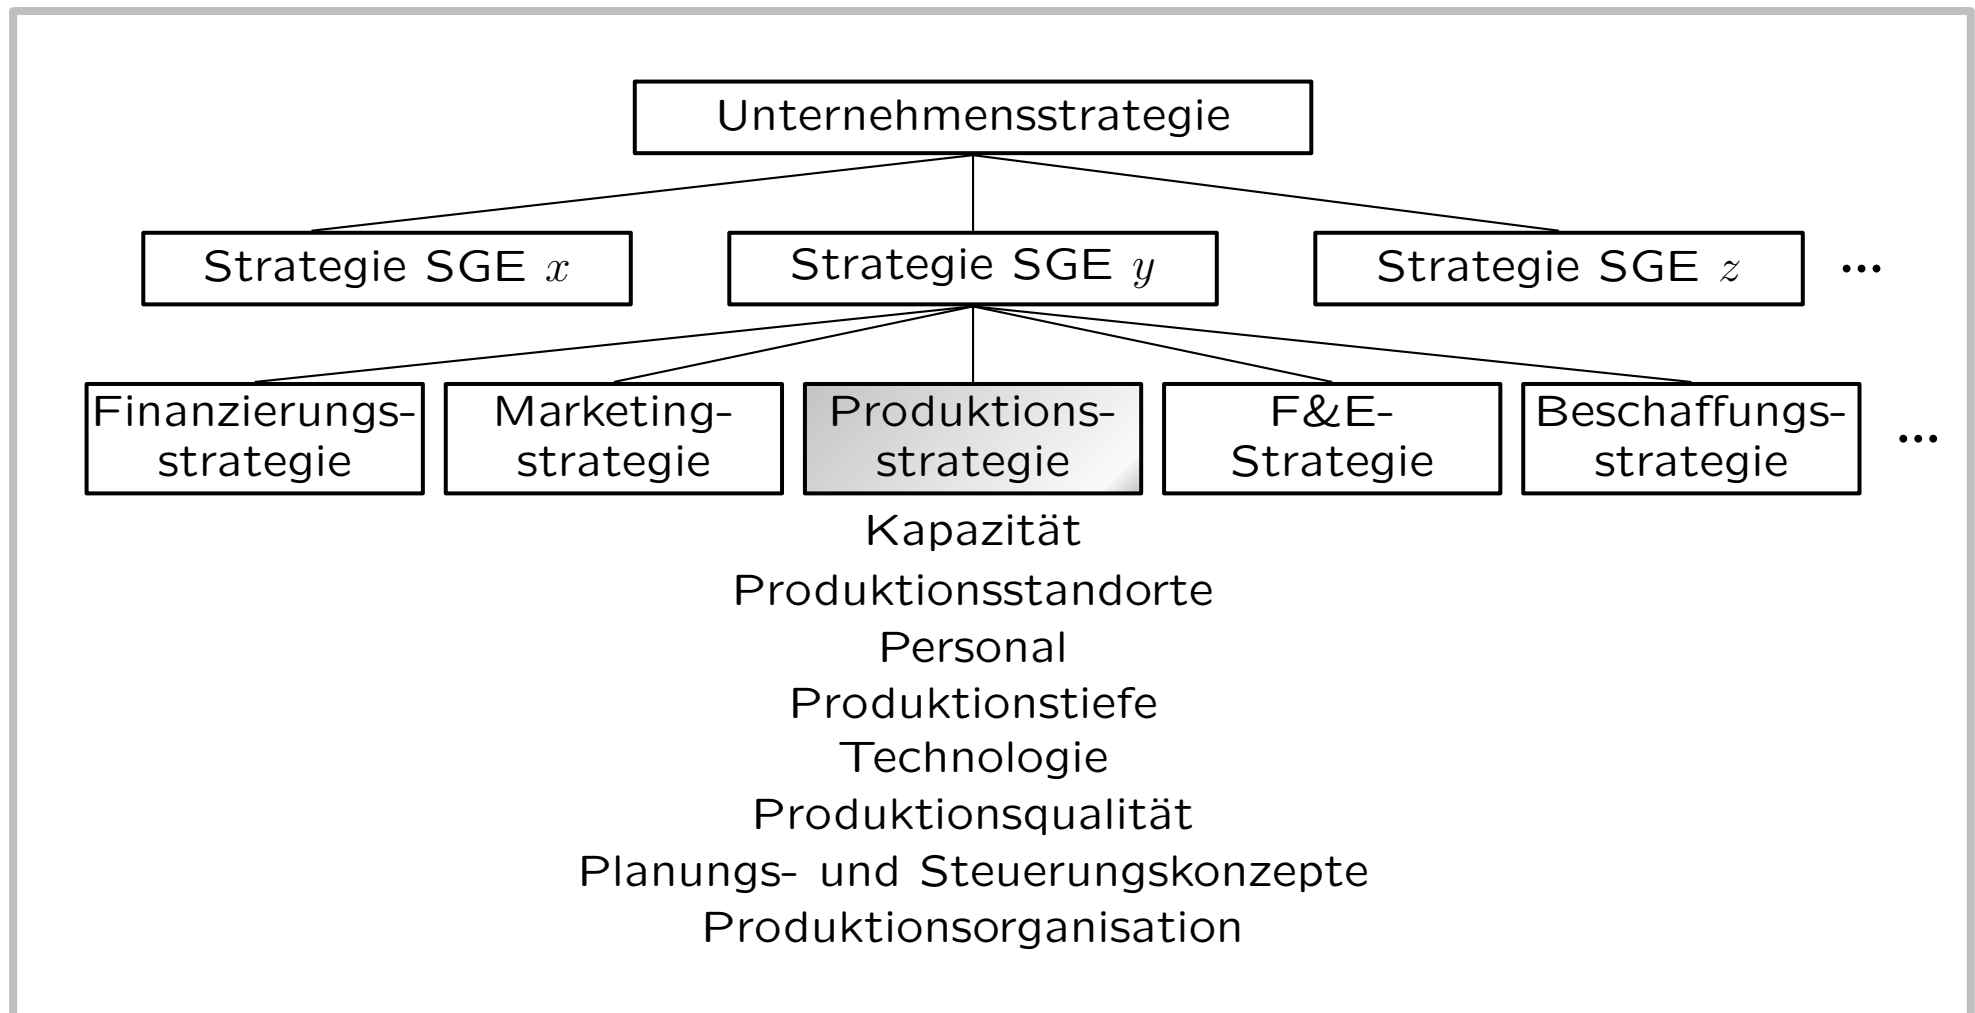 Unternehmensstrategie
Strategie SGE x
Strategie SGE y
Strategie SGE z
...
Finanzierungs-
strategie
Marketing-
strategie
Produktions-
strategie
F&E-
Strategie
Beschaffungs-
strategie
...
Kapazität
Produktionsstandorte
Personal
Produktionstiefe
Technologie
Produktionsqualität
Planungs- und Steuerungskonzepte
Produktionsorganisation